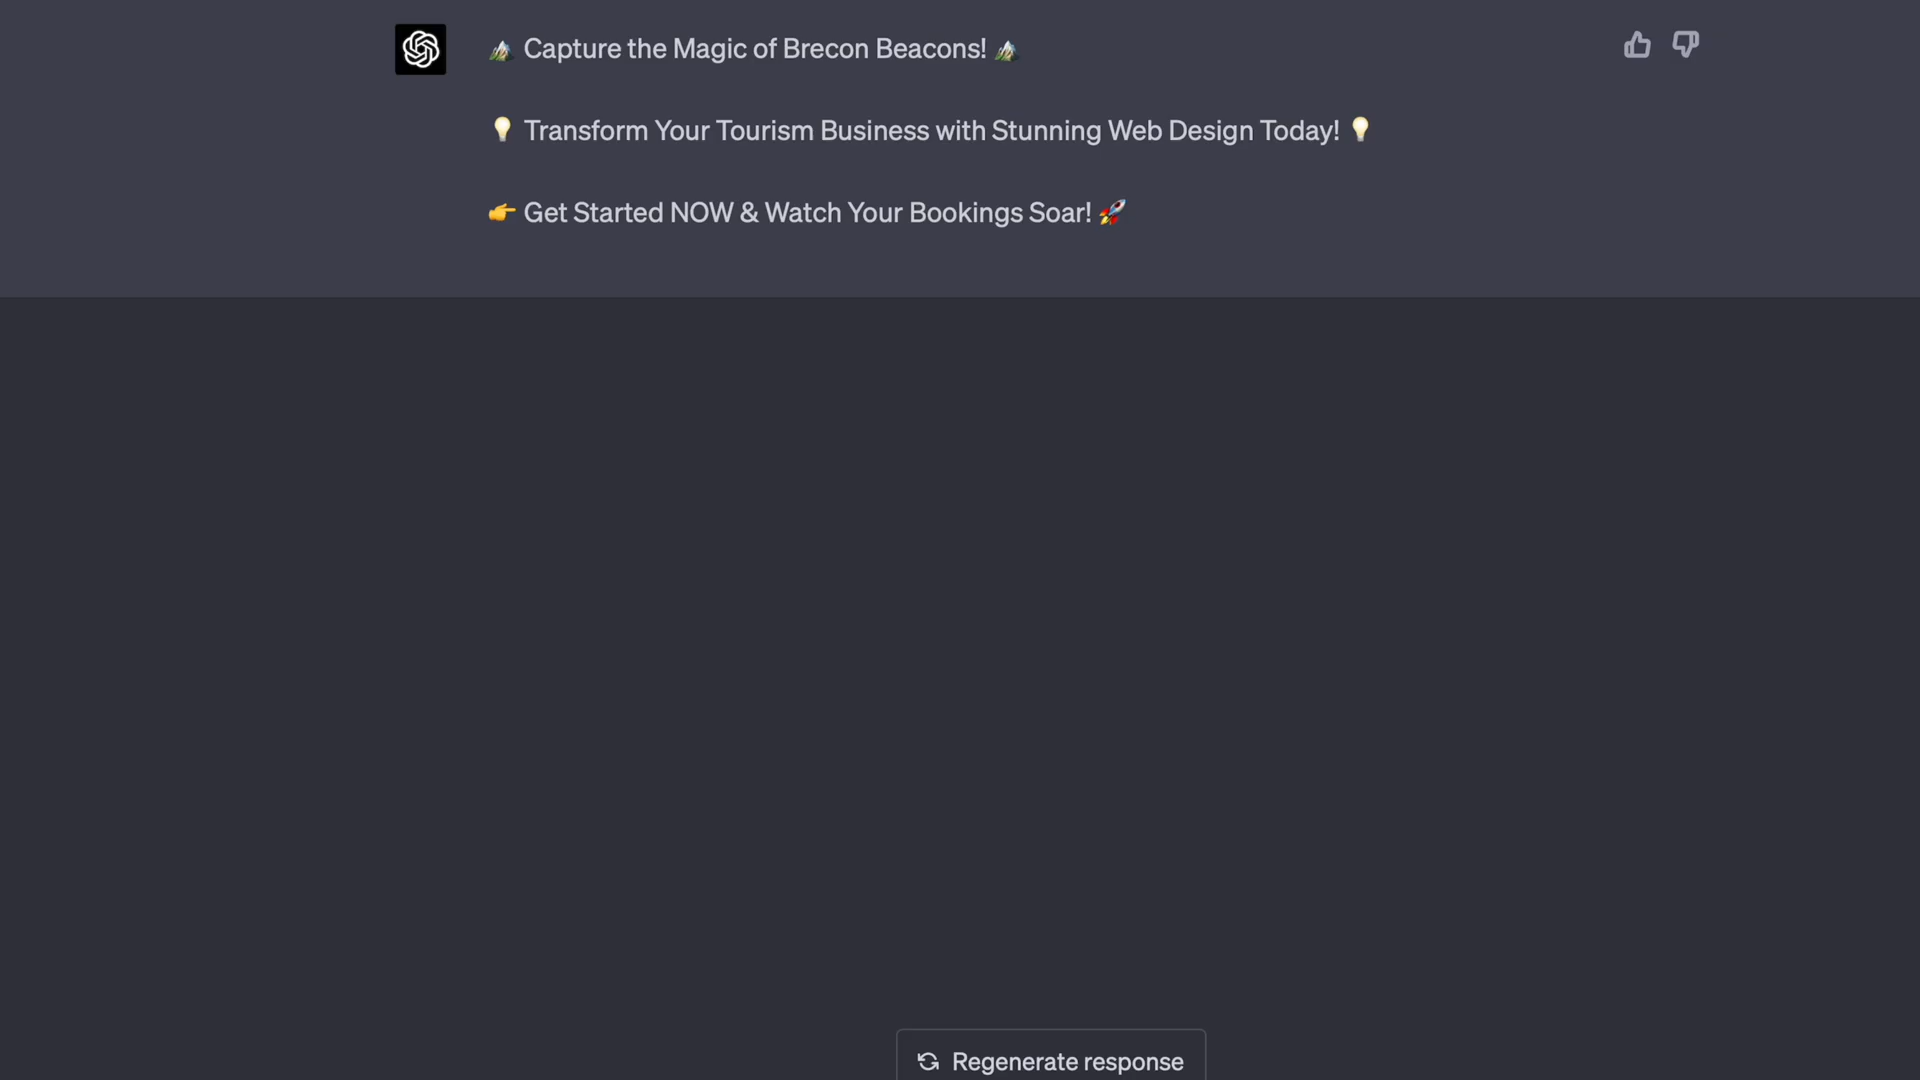 🏔️ Capture the Magic of Brecon Beacons! 🏔️
💡 Transform Your Tourism Business with Stunning Web Design Today! 💡
👉 Get Started NOW & Watch Your Bookings Soar! 🚀
Regenerate response